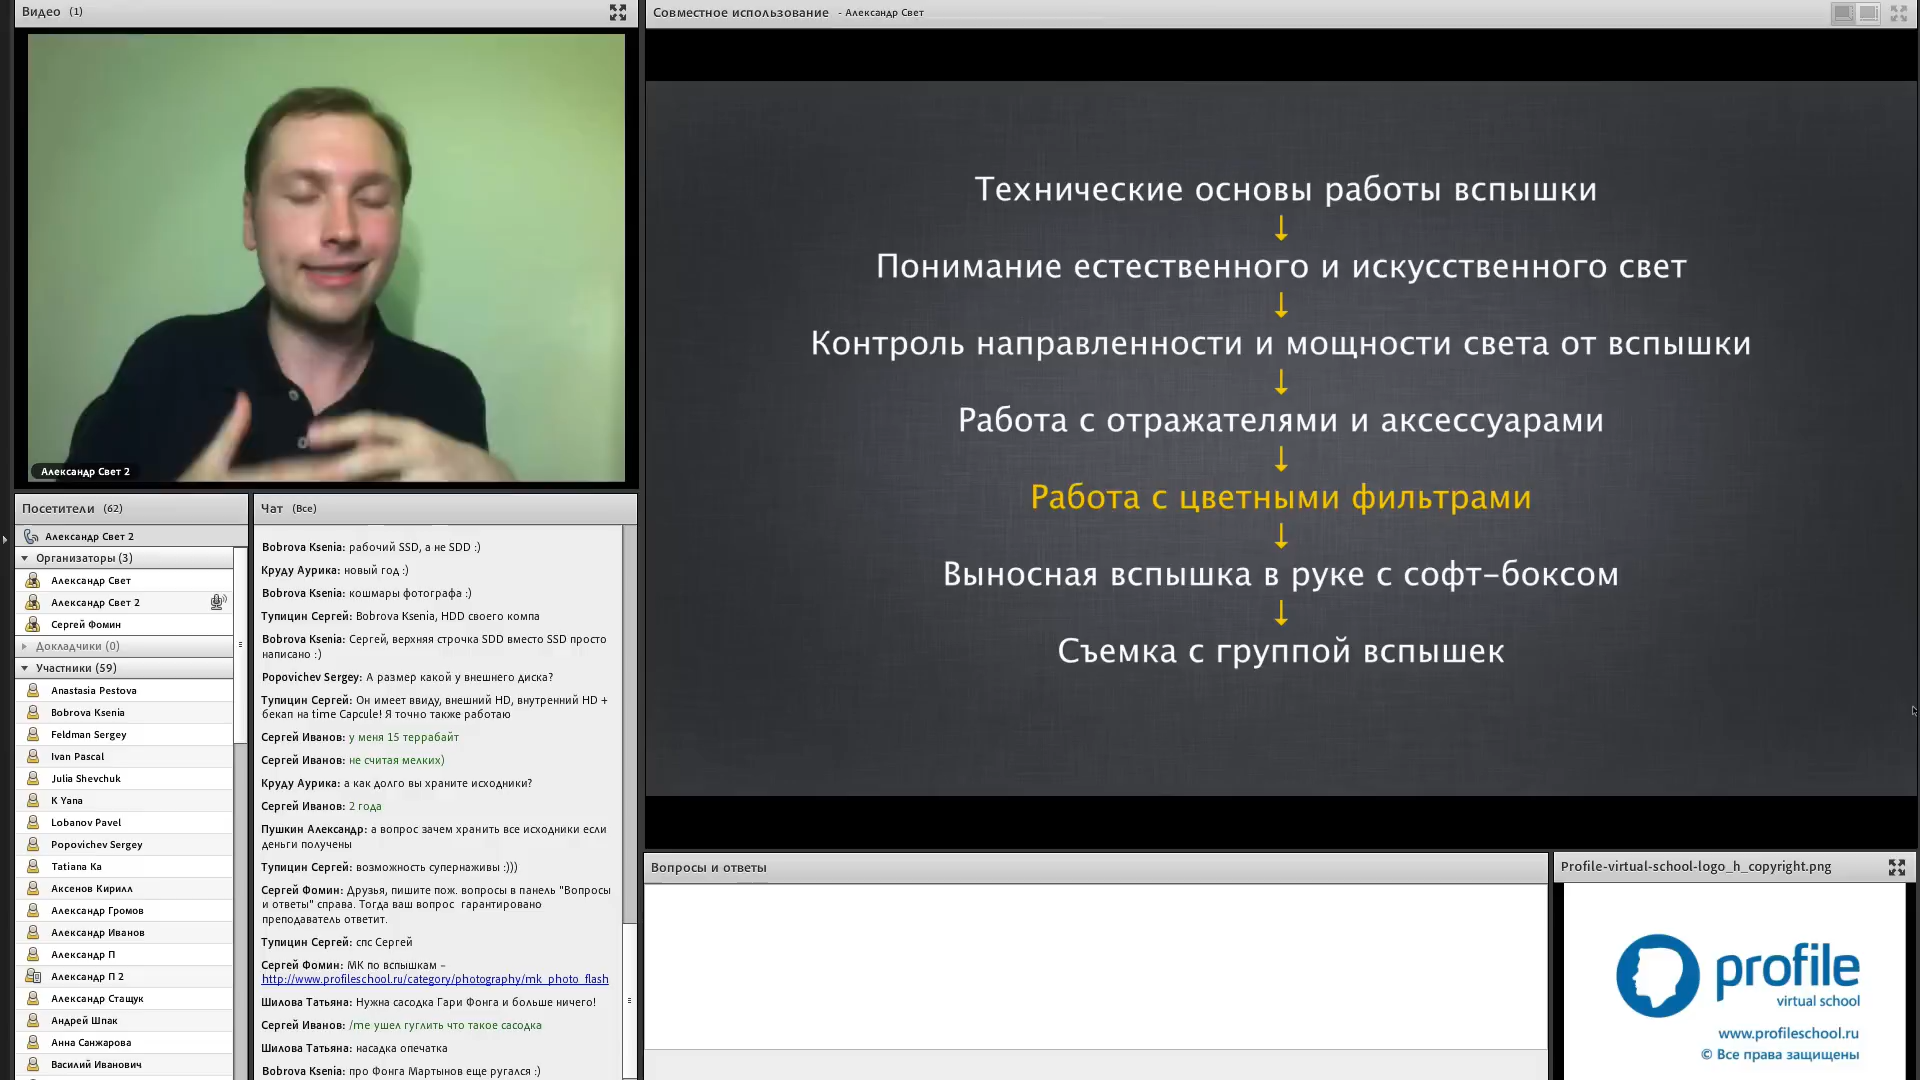 Видео (1)
Александр Свет 2
Посетители (62)
Александр Свет 2
Организаторы (3)
Александр Свет
Александр Свет 2
Сергей Фомин
Докладчики (0)
Участники (59)
Anastasia Pestova
Bobrova Ksenia
Feldman Sergey
Ivan Pascal
Julia Shevchuk
K Yana
Lobanov Pavel
Popovichev Sergey
Tatiana Ka
Аксенов Кирилл
Александр Громов
Александр Иванов
Александр П
Александр П 2
Александр Стащук
Андрей Шпак
Анна Санжарова
Василий Иванович
Чат (Все)
Bobrova Ksenia: рабочий SSD, а не SDD :)
Круду Аурика: новый год :)
Bobrova Ksenia: кошмары фотографа :)
Тупицин Сергей: Bobrova Ksenia, HDD своего компа
Bobrova Ksenia: Сергей, верхняя строчка SDD вместо SSD просто
написано :)
Popovichev Sergey: А размер какой у внешнего диска?
Тупицин Сергей: Он имеет ввиду, внешний HD, внутренний HD +
бекап на time Capcule! Я точно также работаю
Сергей Иванов: у меня 15 террабайт
Сергей Иванов: не считая мелких)
Круду Аурика: а как долго вы храните исходники?
Сергей Иванов: 2 года
Пушкин Александр: а вопрос зачем хранить все исходники если
деньги получены
Тупицин Сергей: возможность супернаживы :)))
Сергей Фомин: Друзья, пишите пож. вопросы в панель "Вопросы
и ответы" справа. Тогда ваш вопрос гарантировано
преподаватель ответит.
Тупицин Сергей: спс Сергей
Сергей Фомин: МК по вспышкам –
http://www.profileschool.ru/category/photography/mk_photo_flash
Шилова Татьяна: Нужна сасодка Гари Фонга и больше ничего!
Сергей Иванов: /me ушел гуглить что такое сасодка
Шилова Татьяна: насадка опечатка
Bobrova Ksenia: про Фонга Мартынов еще ругался :)
Совместное использование - Александр Свет
Технические основы работы вспышки
↓
Понимание естественного и искусственного свет
↓
Контроль направленности и мощности света от вспышки
↓
Работа с отражателями и аксессуарами
↓
Работа с цветными фильтрами
↓
Выносная вспышка в руке с софт-боксом
↓
Съемка с группой вспышек
Вопросы и ответы
Profile-virtual-school-logo_h_copyright.png
profile
virtual school
www.profileschool.ru
© Все права защищены